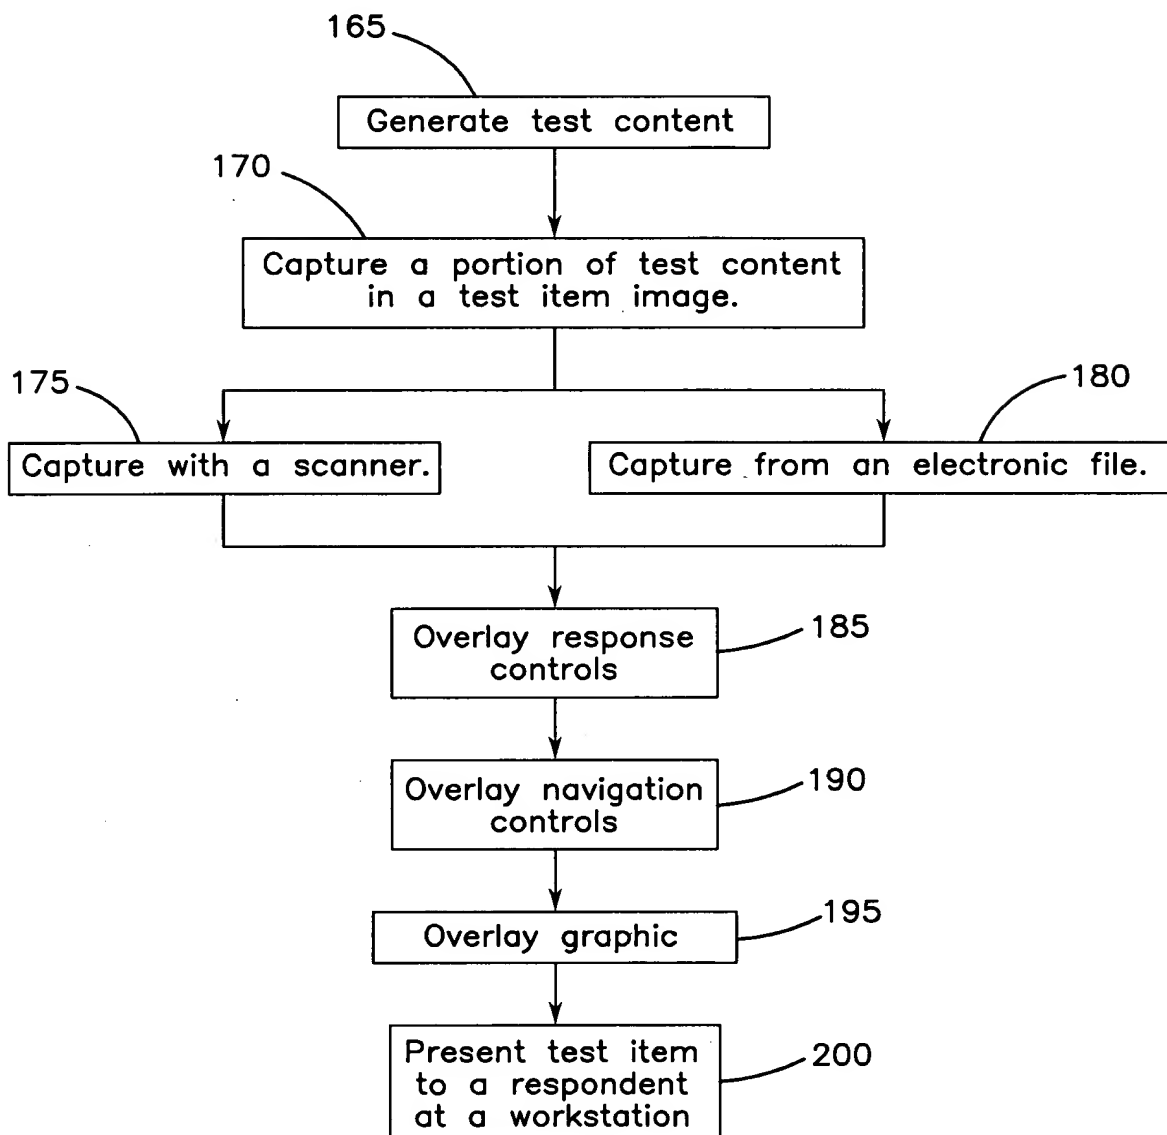 165
Generate test content
170
Capture a portion of test content
in a test item image.
175
180
Capture with a scanner.
Capture from an electronic file.
Overlay response
controls
185
Overlay navigation
controls
190
Overlay graphic
195
Present test item
to a respondent
at a workstation
200